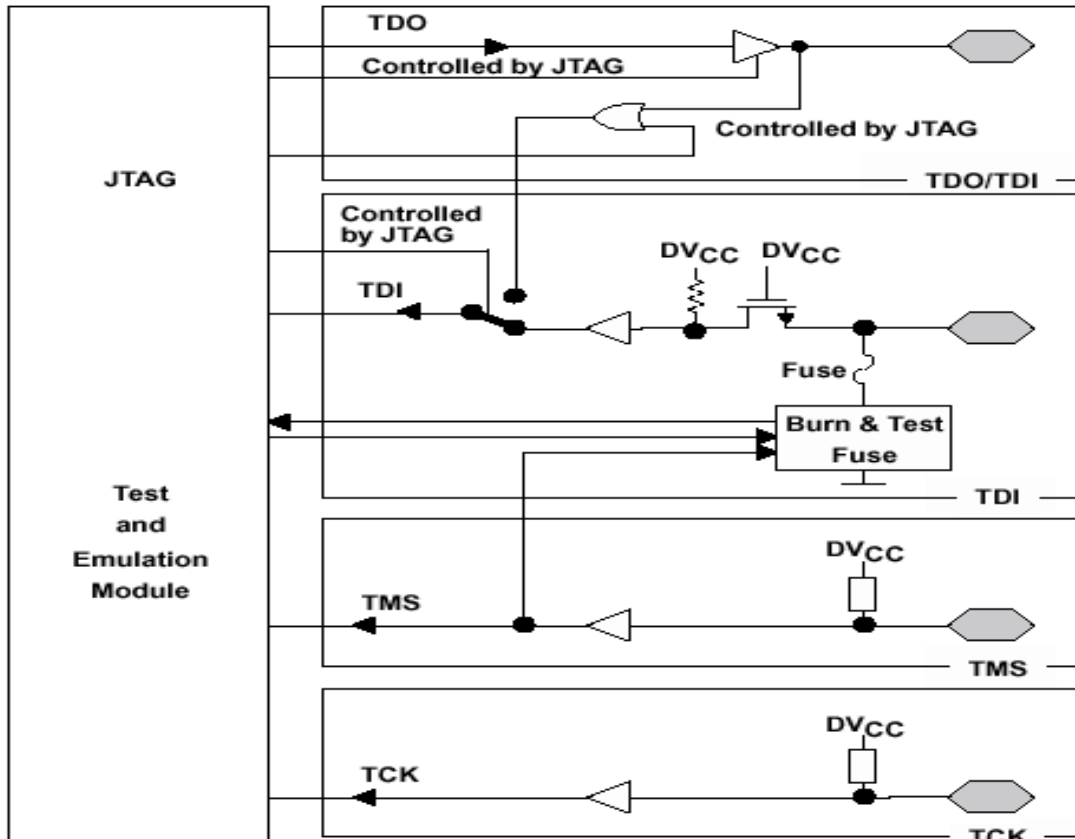 TDO
Controlled by JTAG
Controlled by JTAG
JTAG
TDO/TDI
Controlled
by JTAG
DVCC
DVCC
TDI
Fuse
Burn & Test
Fuse
TDI
Test
and
Emulation
Module
DVCC
TMS
TMS
DVCC
TCK
TCK